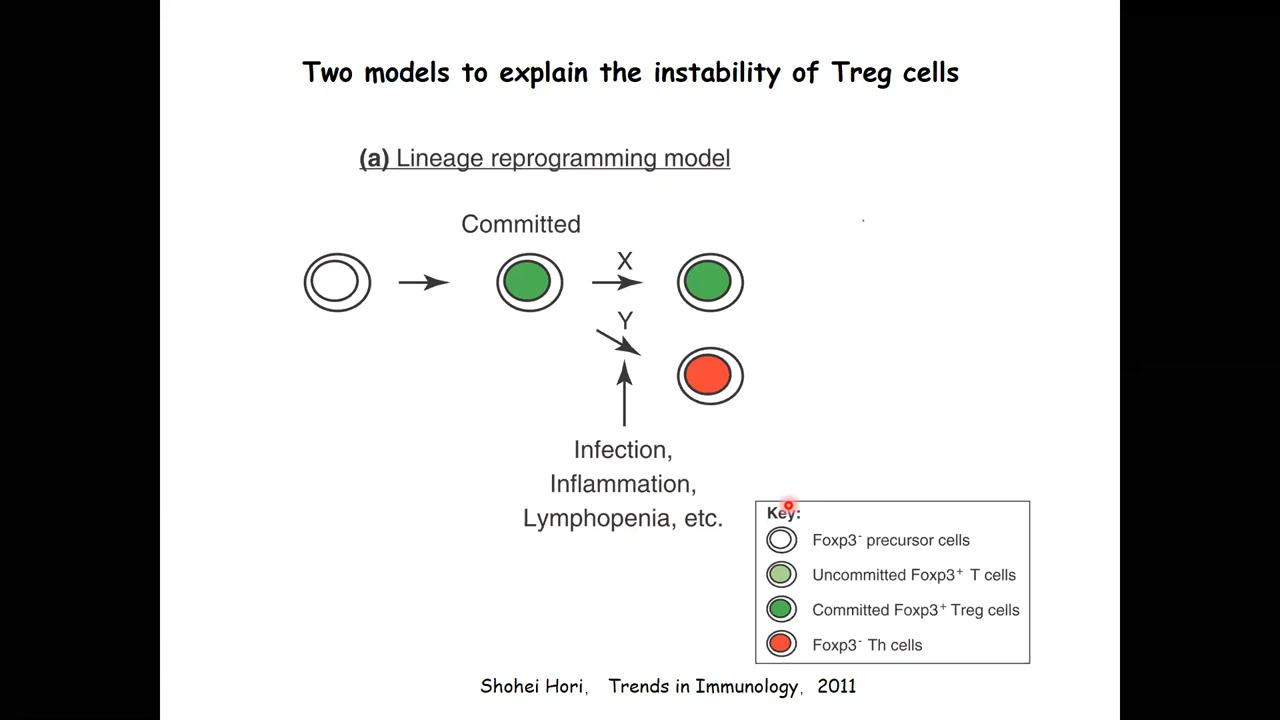 Two models to explain the instability of Treg cells
(a) Lineage reprogramming model
Committed
X
Y
Infection,
Inflammation,
Lymphopenia, etc.
Key:
Foxp3⁻ precursor cells
Uncommitted Foxp3⁺ T cells
Committed Foxp3⁺ Treg cells
Foxp3⁻ Th cells
Shohei Hori, Trends in Immunology, 2011